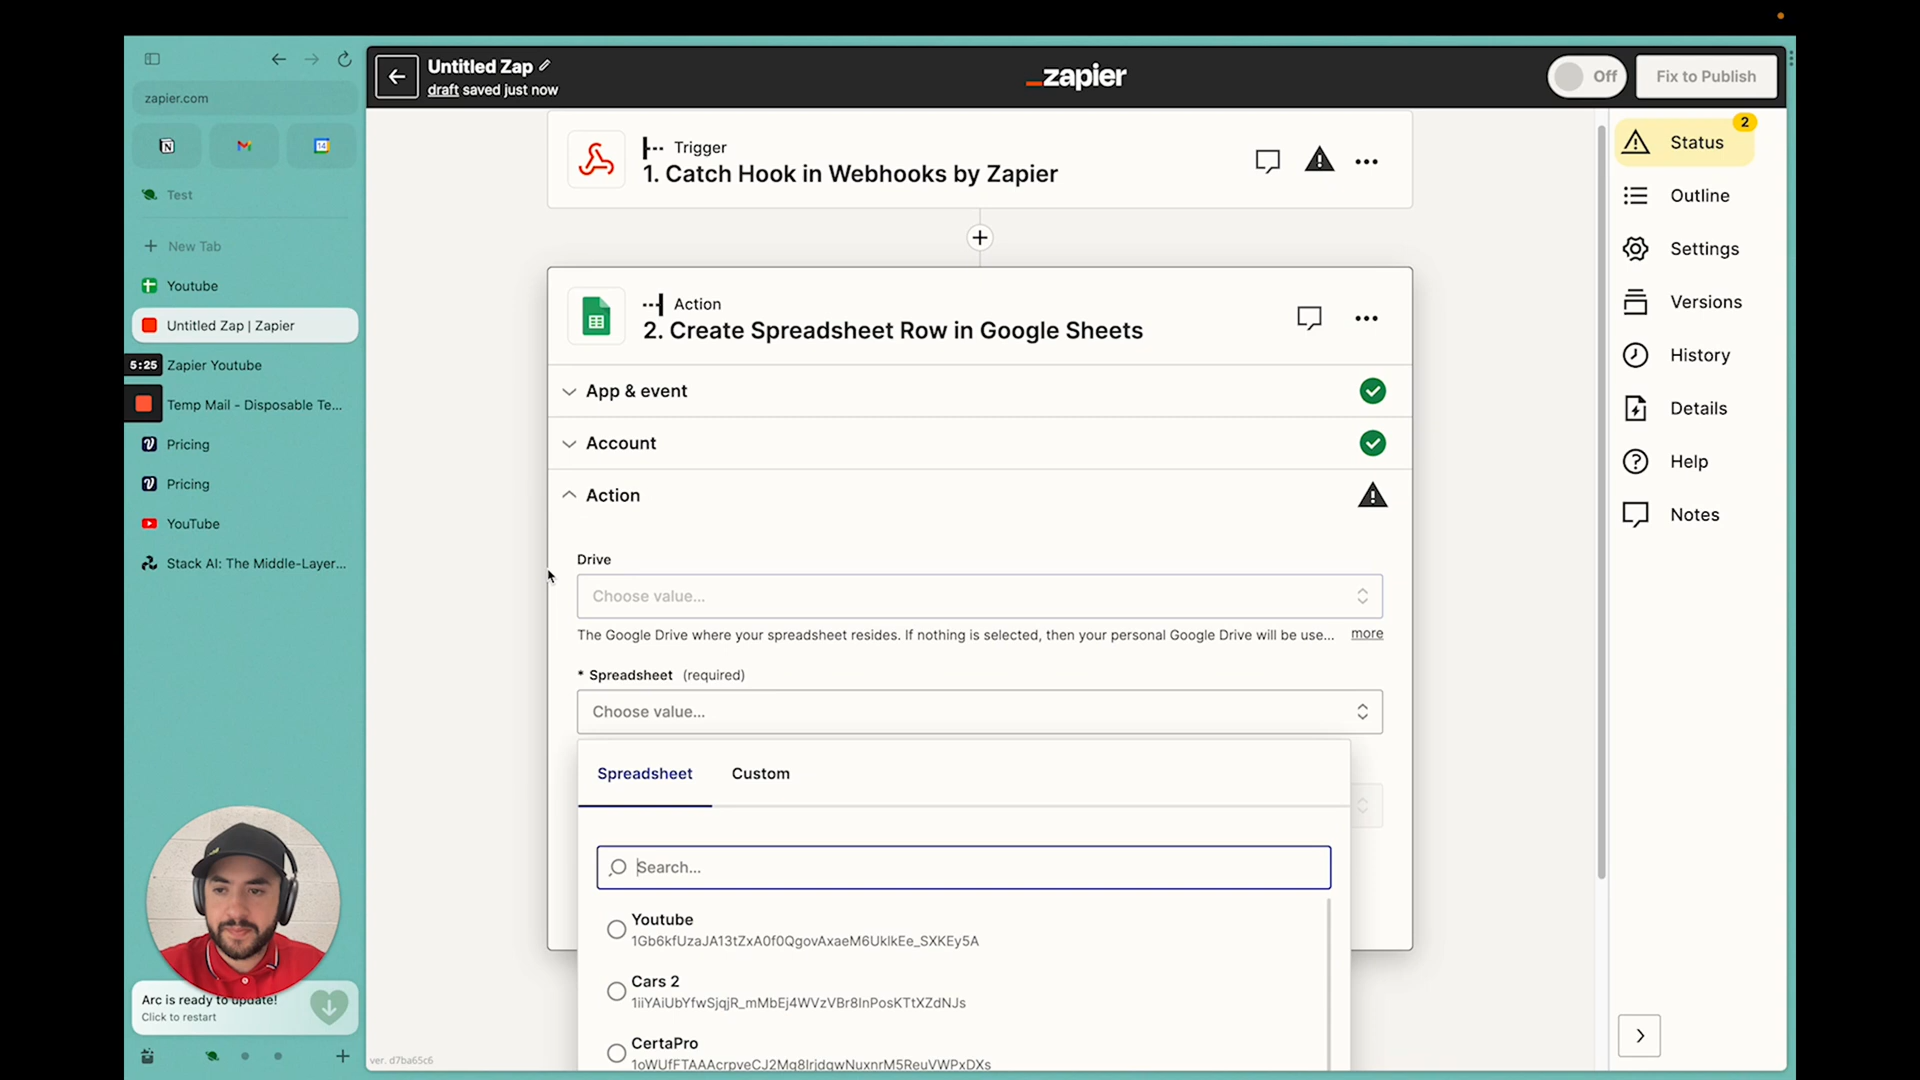 zapier.com
14
Test
New Tab
Youtube
Untitled Zap | Zapier
5:25
Zapier Youtube
Temp Mail - Disposable Te...
Pricing
Pricing
YouTube
Stack AI: The Middle-Layer...
Arc is ready to update!
Click to restart
Untitled Zap
draft saved just now
zapier
Off
Fix to Publish
Trigger
1. Catch Hook in Webhooks by Zapier
Action
2. Create Spreadsheet Row in Google Sheets
App & event
Account
Action
Drive
Choose value...
The Google Drive where your spreadsheet resides. If nothing is selected, then your personal Google Drive will be use... more
* Spreadsheet (required)
Choose value...
Spreadsheet Custom
Search...
Youtube
1Gb6kfUzaJA13tZxA0f0QgovAxaeM6UklkEe_SXKEy5A
Cars 2
1iiYAiUbYfwSjqjR_mMbEj4WVzVBr8InPosKTtXZdNJs
CertaPro
1oWUfFTAAAcrpveCJ2Mg8IrjdgwNuxnrM5ReuVWPxDXs
ver. d7ba65c6
2
Status
Outline
Settings
Versions
History
Details
Help
Notes